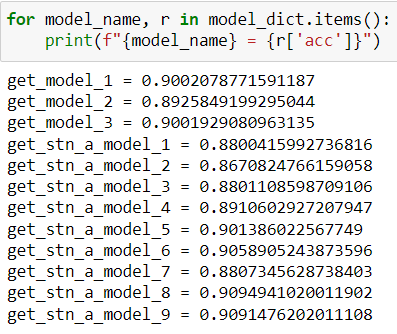 for model_name, r in model_dict.items():
    print(f"{model_name} = {r['acc']}")
get_model_1 = 0.9002078771591187
get_model_2 = 0.8925849199295044
get_model_3 = 0.9001929080963135
get_stn_a_model_1 = 0.8800415992736816
get_stn_a_model_2 = 0.8670824766159058
get_stn_a_model_3 = 0.8801108598709106
get_stn_a_model_4 = 0.8910602927207947
get_stn_a_model_5 = 0.901386022567749
get_stn_a_model_6 = 0.9058905243873596
get_stn_a_model_7 = 0.8807345628738403
get_stn_a_model_8 = 0.9094941020011902
get_stn_a_model_9 = 0.9091476202011108